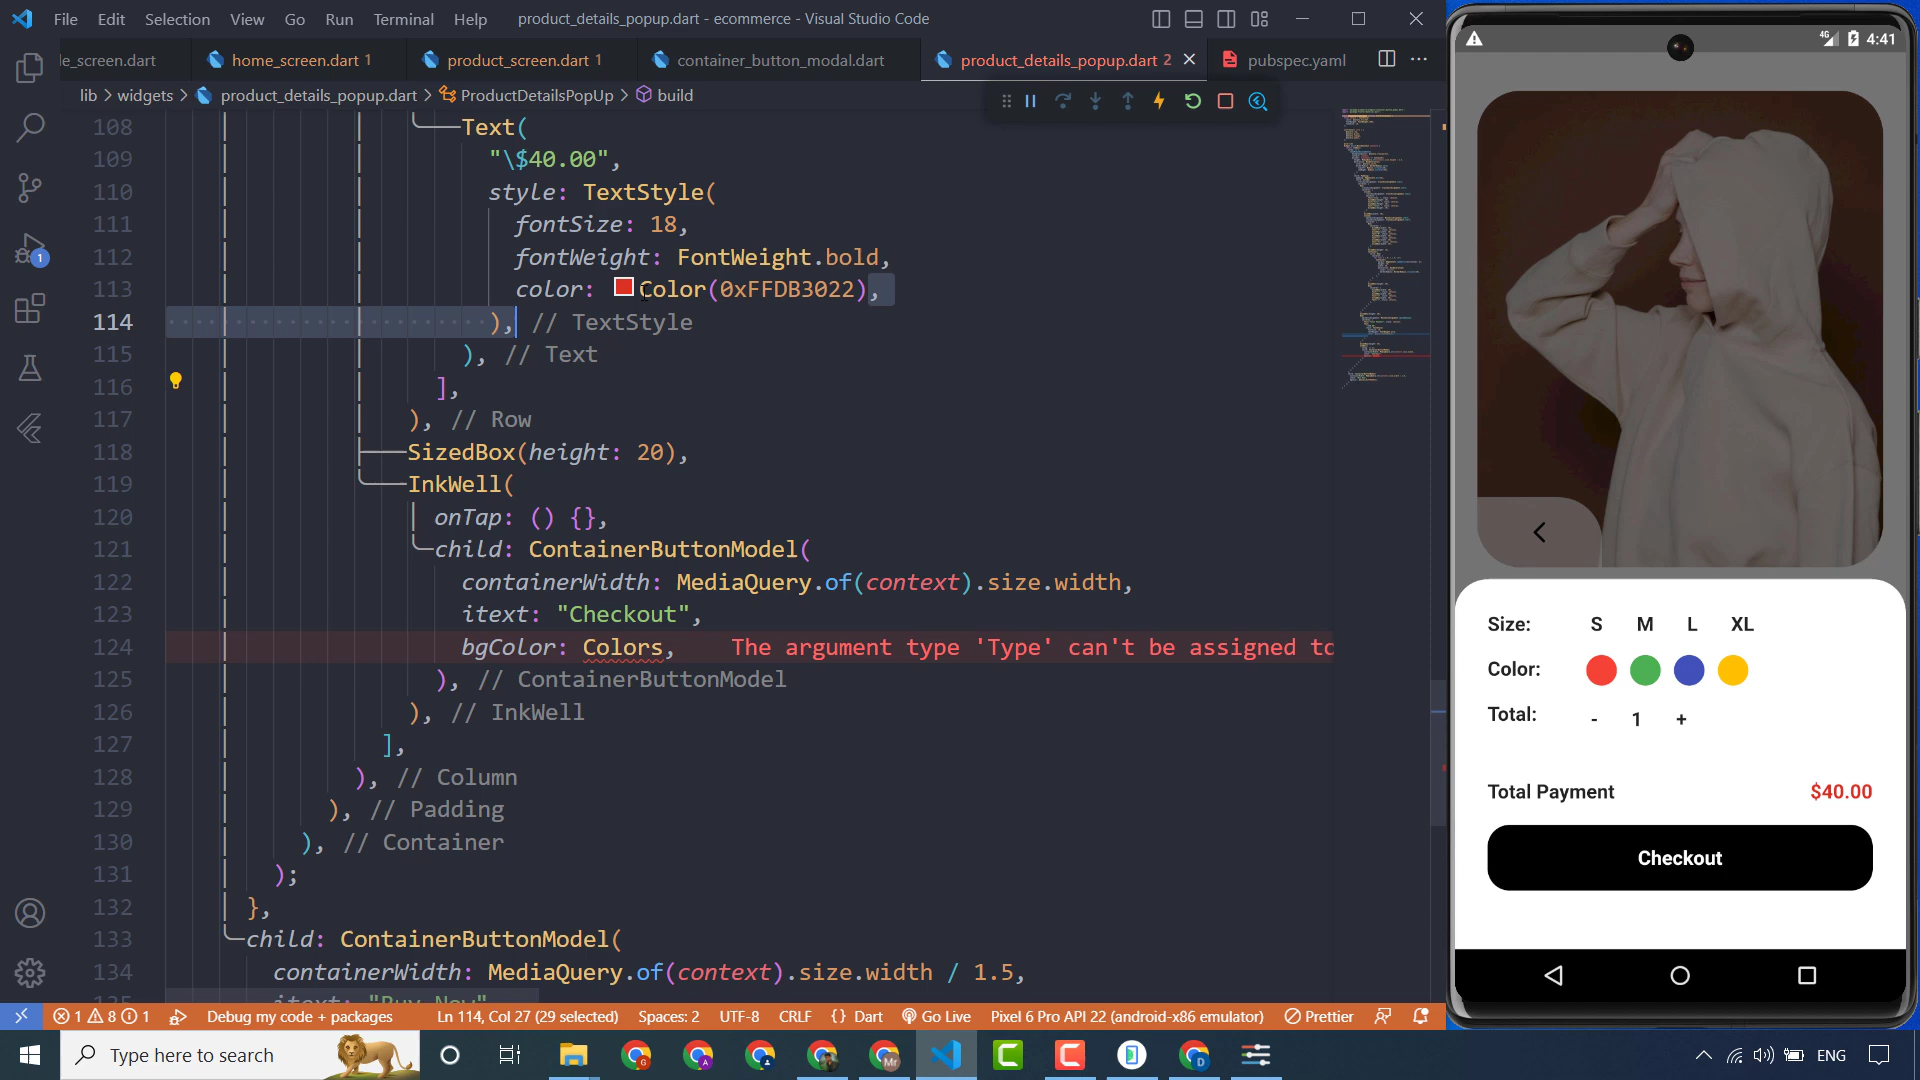 File Edit Selection View Go Run Terminal Help product_details_popup.dart - ecommerce - Visual Studio Code
le_screen.dart home_screen.dart 1 product_screen.dart 1 container_button_modal.dart product_details_popup.dart 2 pubspec.yaml
lib > widgets > product_details_popup.dart > ProductDetailsPopUp > build
108 Text(
109 "\$40.00",
110 style: TextStyle(
111 fontSize: 18,
112 fontWeight: FontWeight.bold,
113 color: Color(0xFFDB3022),
114 ), // TextStyle
115 ), // Text
116 ],
117 ), // Row
118 SizedBox(height: 20),
119 InkWell(
120 onTap: () {},
121 child: ContainerButtonModel(
122 containerWidth: MediaQuery.of(context).size.width,
123 itext: "Checkout",
124 bgColor: Colors, The argument type 'Type' can't be assigned to
125 ), // ContainerButtonModel
126 ), // InkWell
127 ],
128 ), // Column
129 ), // Padding
130 ), // Container
131 );
132 },
133 child: ContainerButtonModel(
134 containerWidth: MediaQuery.of(context).size.width / 1.5,
135 itext: "Buy Now"
1 8 1 Debug my code + packages Ln 114, Col 27 (29 selected) Spaces: 2 UTF-8 CRLF {} Dart Go Live Pixel 6 Pro API 22 (android-x86 emulator) Prettier
Type here to search
ENG
4G 4:41
Size: S M L XL
Color:
Total: - 1 +
Total Payment $40.00
Checkout